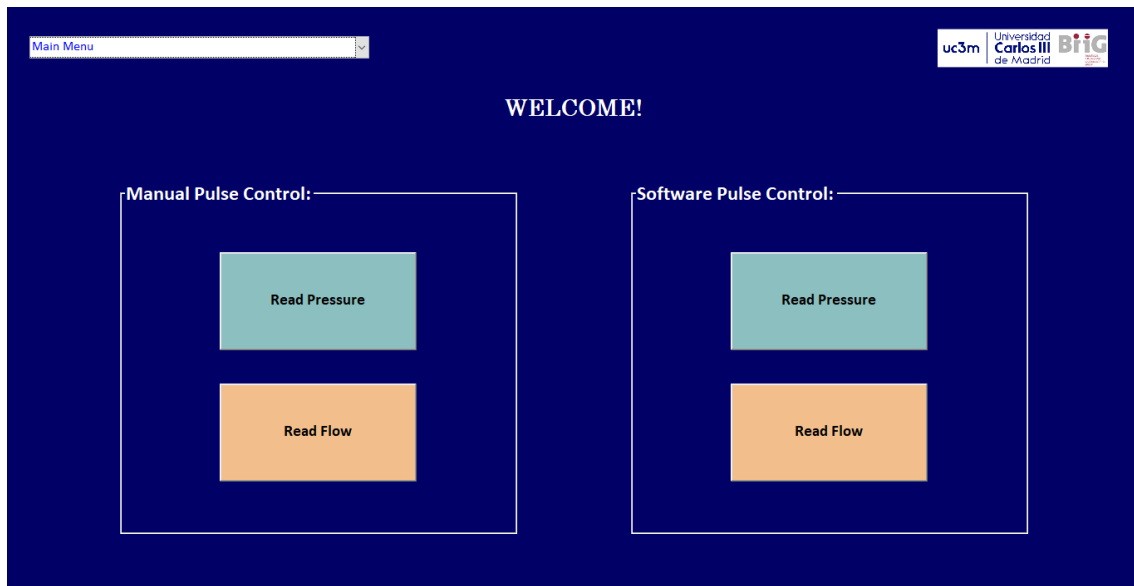 Main Menu
uc3m
Universidad
Carlos III
de Madrid
BiiG
WELCOME!
Manual Pulse Control:
Software Pulse Control:
Read Pressure
Read Pressure
Read Flow
Read Flow